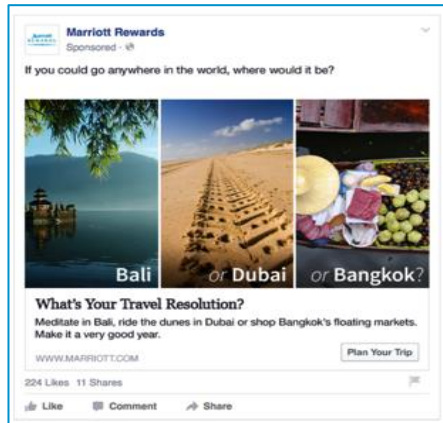 Marriott
REWARDS
Marriott Rewards
Sponsored ·
If you could go anywhere in the world, where would it be?
Bali
or Dubai
or Bangkok?
What's Your Travel Resolution?
Meditate in Bali, ride the dunes in Dubai or shop Bangkok's floating markets.
Make it a very good year.
WWW.MARRIOTT.COM
Plan Your Trip
224 Likes 11 Shares
Like Comment Share